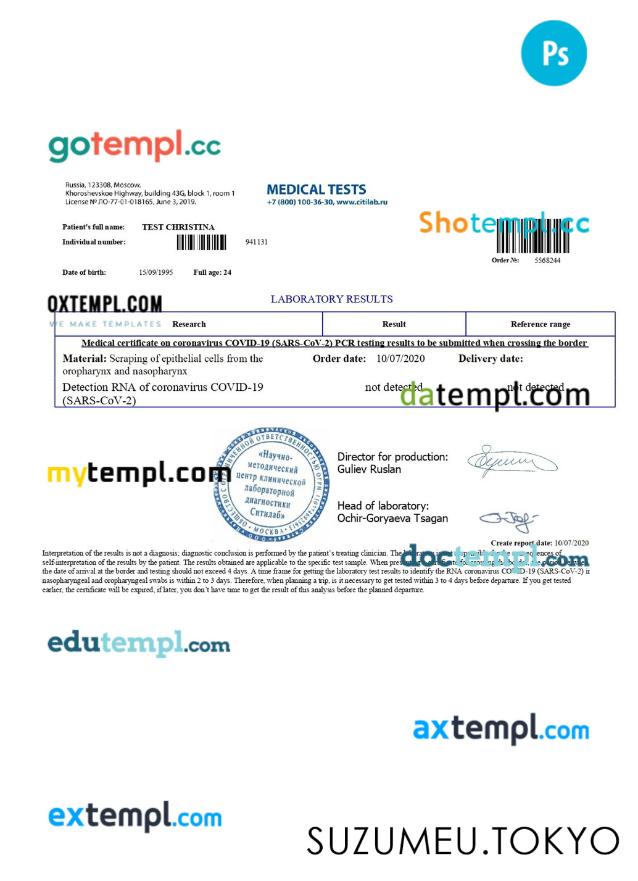 Ps
gotempl.cc
Russia, 123308, Moscow,
Khoroshevskoe Highway, building 43G, block 1, room 1
License № ЛО-77-01-018165, June 3, 2019.
MEDICAL TESTS
+7 (800) 100-36-30, www.citilab.ru
Shotempl.cc
Patient's full name: TEST CHRISTINA
Individual number: 941131
Order №: 5568244
Date of birth: 15/09/1995 Full age: 24
OXTEMPL.COM
WE MAKE TEMPLATES
LABORATORY RESULTS
Research Result Reference range
Medical certificate on coronavirus COVID-19 (SARS-CoV-2) PCR testing results to be submitted when crossing the border
Material: Scraping of epithelial cells from the Order date: 10/07/2020 Delivery date:
oropharynx and nasopharynx
Detection RNA of coronavirus COVID-19 not detected not detected
(SARS-CoV-2)
datempl.com
mytempl.com
«Научно-
методический
центр клинической
лабораторной
диагностики
Ситилаб»
МОСКВА
Director for production:
Guliev Ruslan
Head of laboratory:
Ochir-Goryaeva Tsagan
Create report date: 10/07/2020
Interpretation of the results is not a diagnosis; diagnostic conclusion is performed by the patient's treating clinician. The
self-interpretation of the results by the patient. The results obtained are applicable to the specific test sample. When
the date of arrival at the border and testing should not exceed 4 days. A time frame for getting the laboratory test results to identify the RNA coronavirus COVID-19 (SARS-CoV-2) in
nasopharyngeal and oropharyngeal swabs is within 2 to 3 days. Therefore, when planning a trip, it is necessary to get tested within 3 to 4 days before departure. If you get tested
earlier, the certificate will be expired, if later, you don't have time to get the result of this analysis before the planned departure.
doctempl.com
edutempl.com
axtempl.com
extempl.com
SUZUMEU.TOKYO